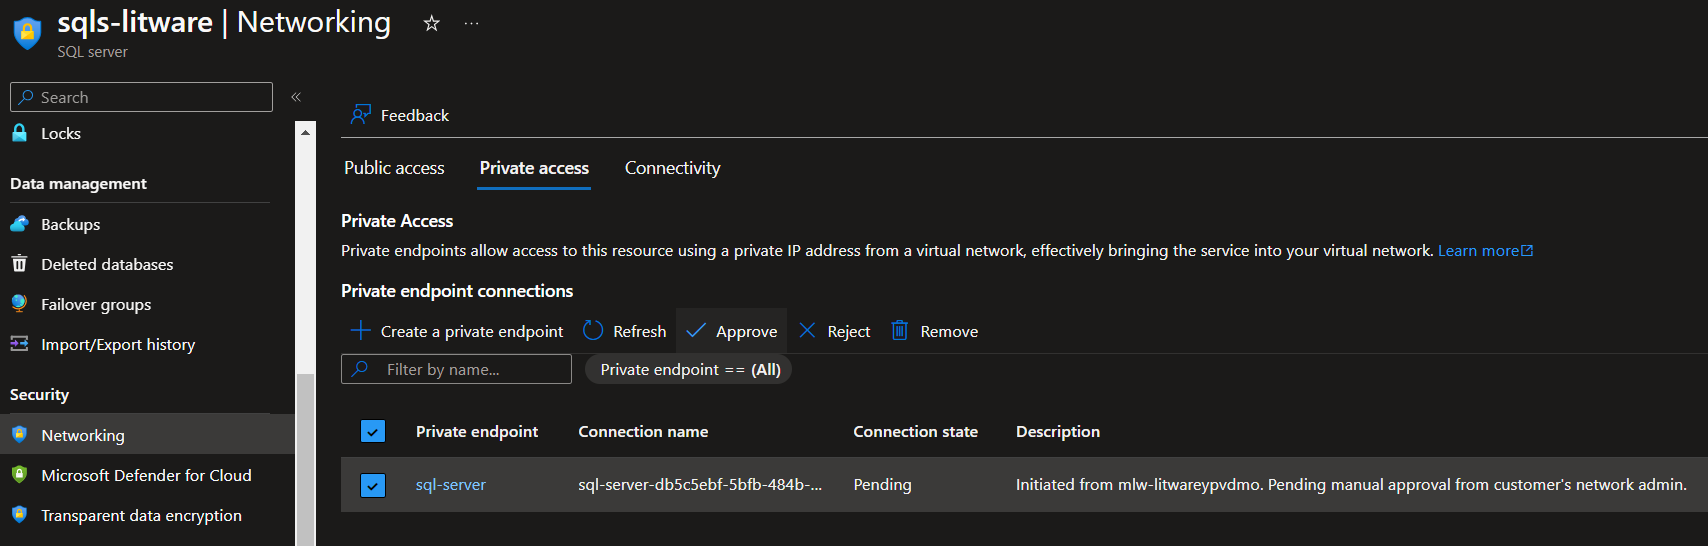 sqls-litware | Networking
SQL server
Search
Locks
Data management
Backups
Deleted databases
Failover groups
Import/Export history
Security
Networking
Microsoft Defender for Cloud
Transparent data encryption
Feedback
Public access Private access Connectivity
Private Access
Private endpoints allow access to this resource using a private IP address from a virtual network, effectively bringing the service into your virtual network. Learn more
Private endpoint connections
Create a private endpoint Refresh Approve Reject Remove
Filter by name... Private endpoint == (All)
Private endpoint Connection name Connection state Description
sql-server sql-server-db5c5ebf-5bfb-484b-... Pending Initiated from mlw-litwareypvdmo. Pending manual approval from customer's network admin.